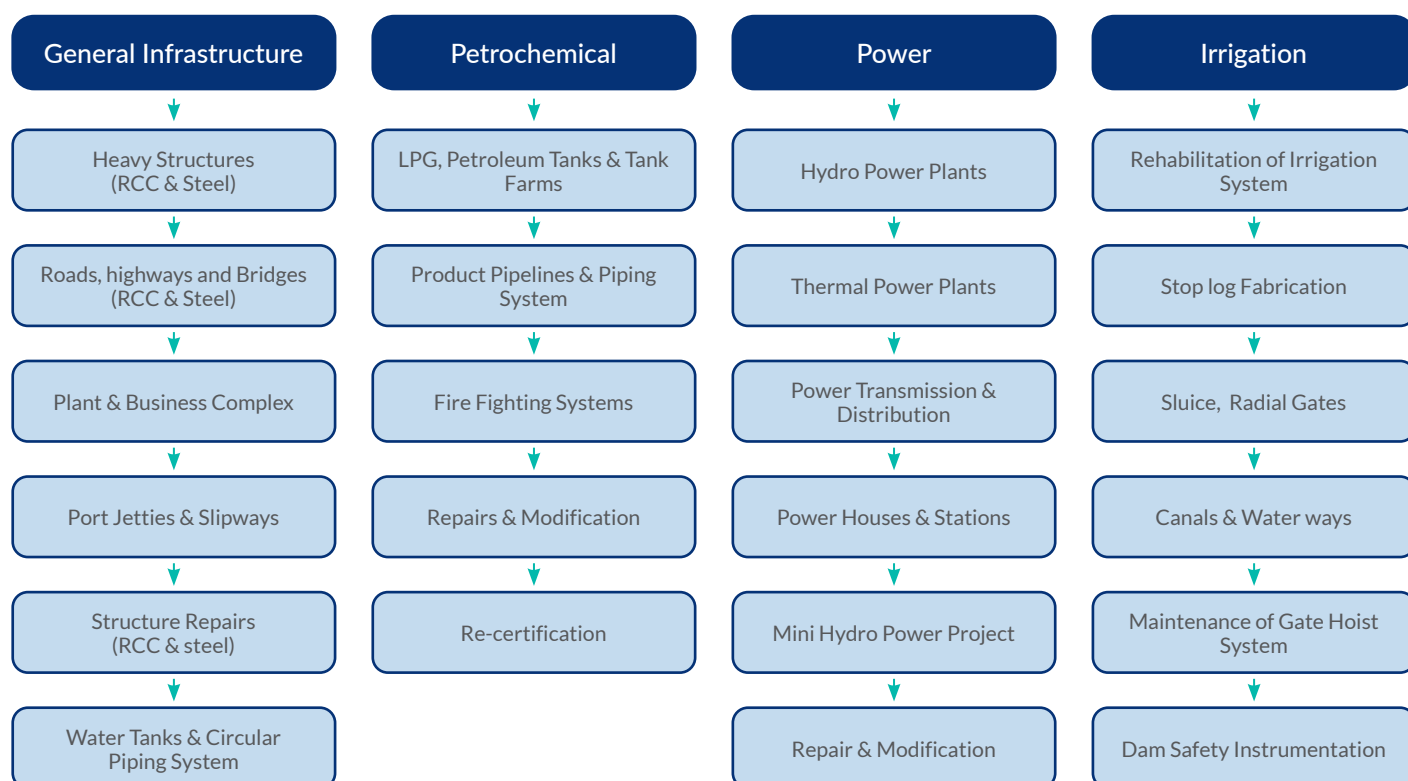 General Infrastructure
Heavy Structures
(RCC & Steel)
Roads, highways and Bridges
(RCC & Steel)
Plant & Business Complex
Port Jetties & Slipways
Structure Repairs
(RCC & steel)
Water Tanks & Circular
Piping System
Petrochemical
LPG, Petroleum Tanks & Tank
Farms
Product Pipelines & Piping
System
Fire Fighting Systems
Repairs & Modification
Re-certification
Power
Hydro Power Plants
Thermal Power Plants
Power Transmission &
Distribution
Power Houses & Stations
Mini Hydro Power Project
Repair & Modification
Irrigation
Rehabilitation of Irrigation
System
Stop log Fabrication
Sluice,  Radial Gates
Canals & Water ways
Maintenance of Gate Hoist
System
Dam Safety Instrumentation